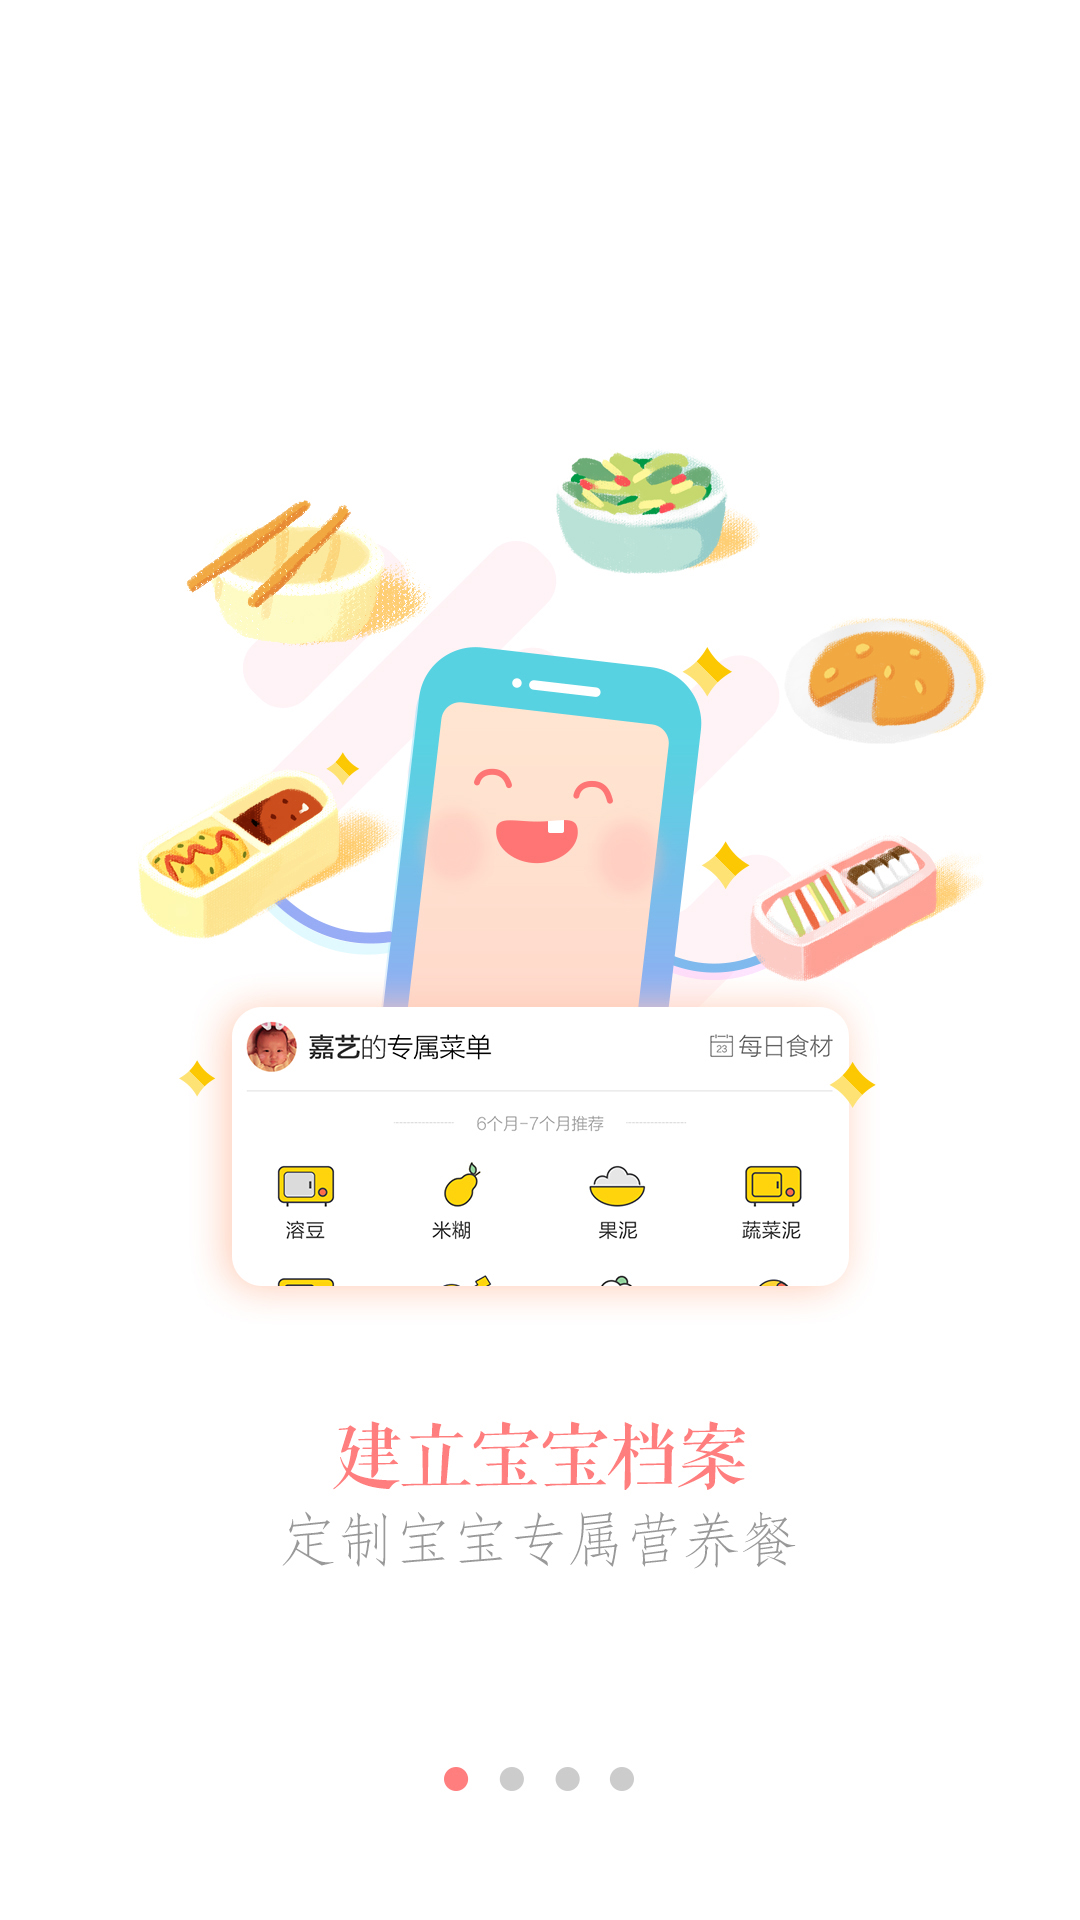 嘉艺的专属菜单
23 每日食材
6个月-7个月推荐
溶豆 米糊 果泥 蔬菜泥
建立宝宝档案
定制宝宝专属营养餐